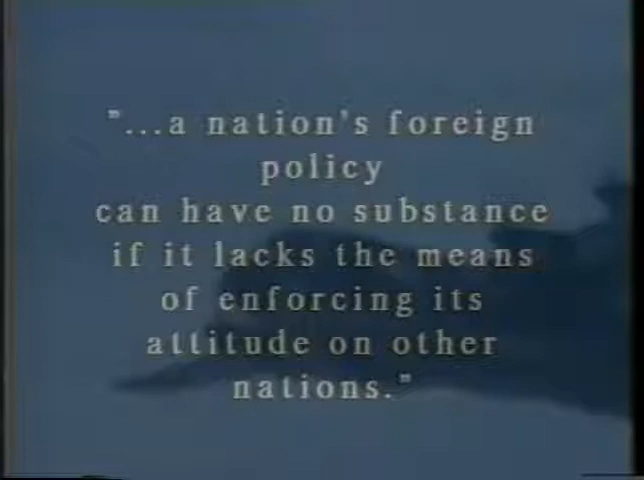 "...a nation's foreign
policy
can have no substance
if it lacks the means
of enforcing its
attitude on other
nations."